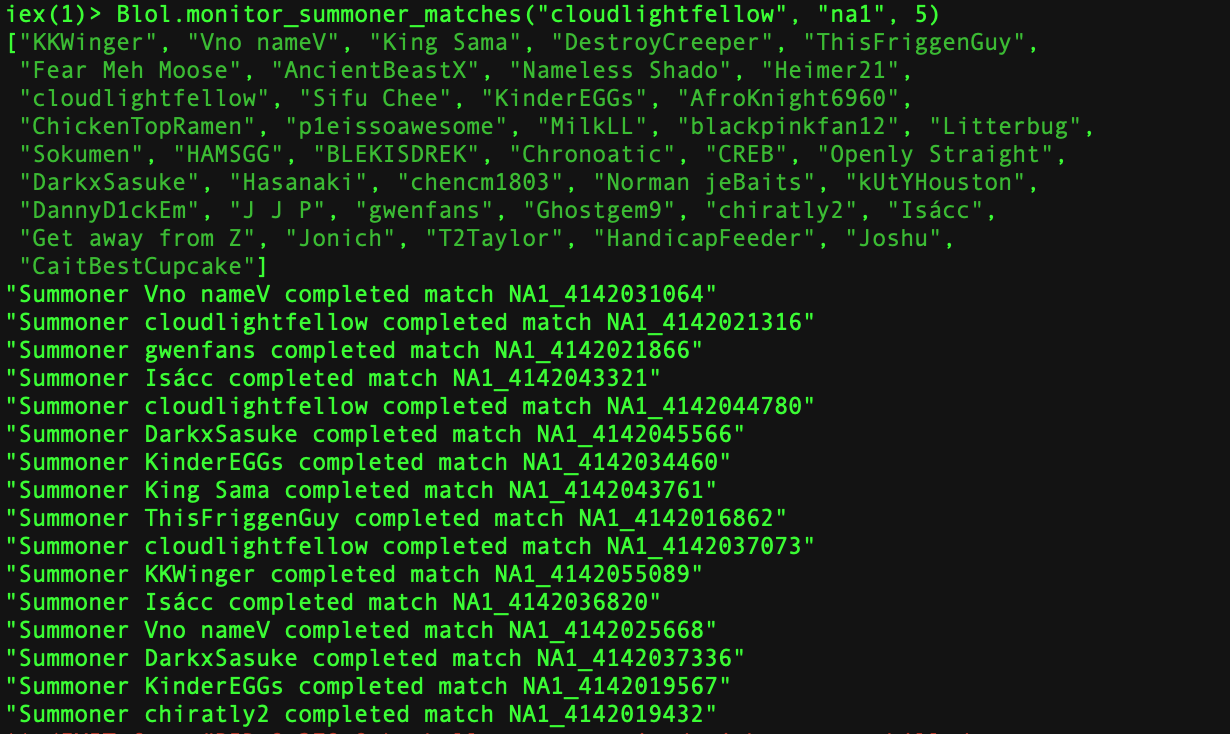 iex(1)> Blol.monitor_summoner_matches("cloudlightfellow", "na1", 5)
["KKWinger", "Vno nameV", "King Sama", "DestroyCreeper", "ThisFriggenGuy",
"Fear Meh Moose", "AncientBeastX", "Nameless Shado", "Heimer21",
"cloudlightfellow", "Sifu Chee", "KinderEGGs", "AfroKnight6960",
"ChickenTopRamen", "p1eissoawesome", "MilkLL", "blackpinkfan12", "Litterbug",
"Sokumen", "HAMSGG", "BLEKISDREK", "Chronoatic", "CREB", "Openly Straight",
"DarkxSasuke", "Hasanaki", "chencm1803", "Norman jeBaits", "kUtYHouston",
"DannyD1ckEm", "J J P", "gwenfans", "Ghostgem9", "chiratly2", "Isácc",
"Get away from Z", "Jonich", "T2Taylor", "HandicapFeeder", "Joshu",
"CaitBestCupcake"]
"Summoner Vno nameV completed match NA1_4142031064"
"Summoner cloudlightfellow completed match NA1_4142021316"
"Summoner gwenfans completed match NA1_4142021866"
"Summoner Isácc completed match NA1_4142043321"
"Summoner cloudlightfellow completed match NA1_4142044780"
"Summoner DarkxSasuke completed match NA1_4142045566"
"Summoner KinderEGGs completed match NA1_4142034460"
"Summoner King Sama completed match NA1_4142043761"
"Summoner ThisFriggenGuy completed match NA1_4142016862"
"Summoner cloudlightfellow completed match NA1_4142037073"
"Summoner KKWinger completed match NA1_4142055089"
"Summoner Isácc completed match NA1_4142036820"
"Summoner Vno nameV completed match NA1_4142025668"
"Summoner DarkxSasuke completed match NA1_4142037336"
"Summoner KinderEGGs completed match NA1_4142019567"
"Summoner chiratly2 completed match NA1_4142019432"